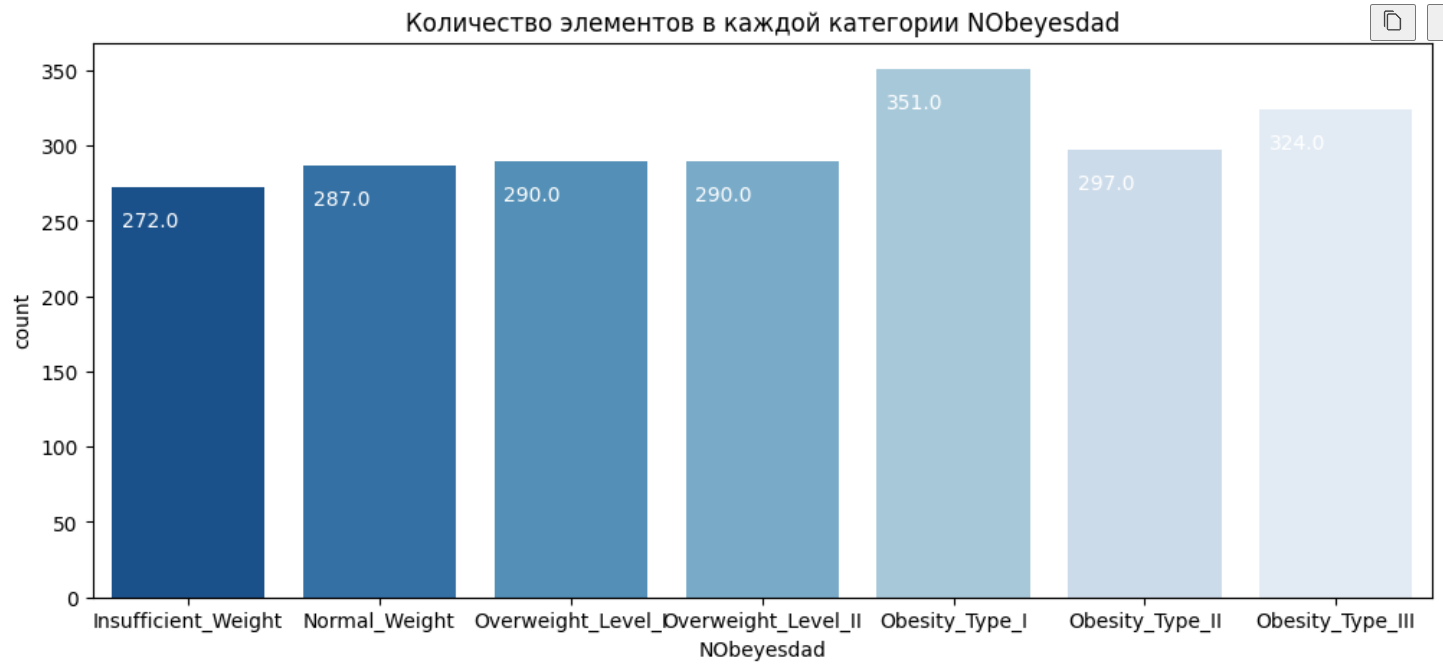 Количество элементов в каждой категории NObeyesdad
350
300
250
200
150
100
50
0
count
272.0
287.0
290.0
290.0
351.0
297.0
324.0
Insufficient_Weight
Normal_Weight
Overweight_Level_I
Overweight_Level_II
Obesity_Type_I
Obesity_Type_II
Obesity_Type_III
NObeyesdad